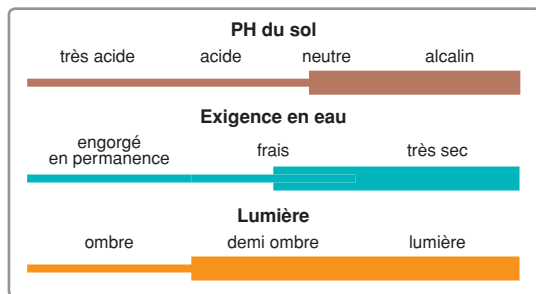 PH du sol
très acide acide neutre alcalin
Exigence en eau
engorgé
en permanence frais très sec
Lumière
ombre demi ombre lumière